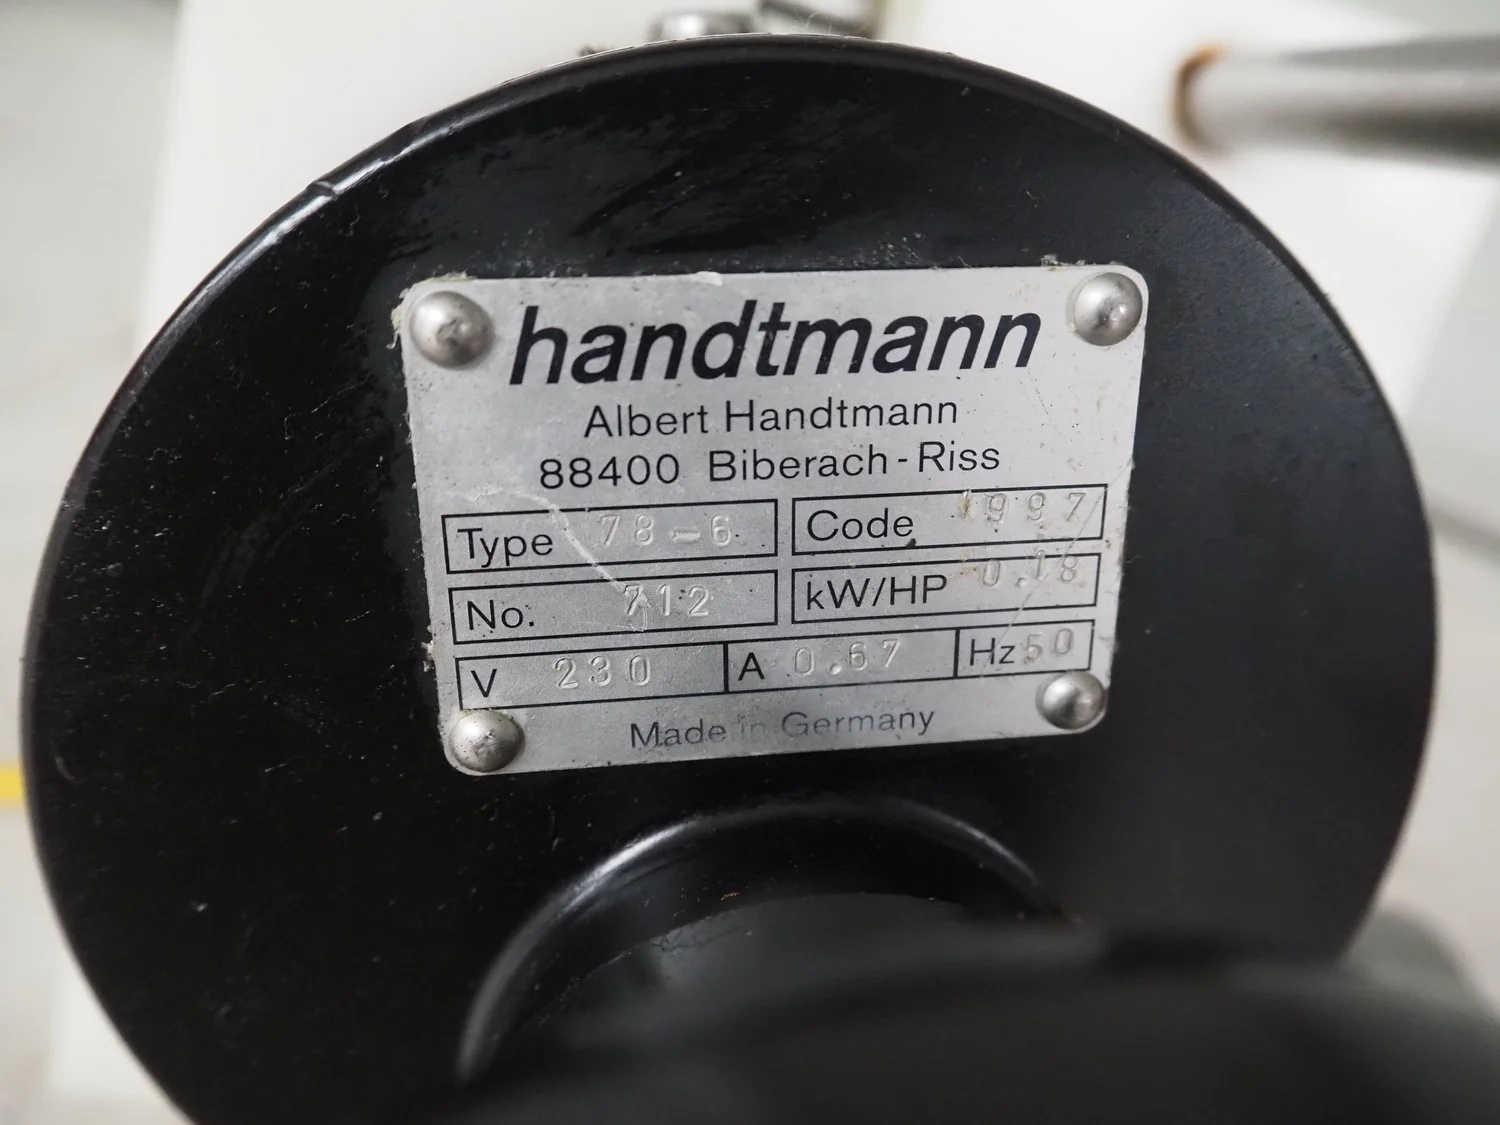 handtmann
Albert Handtmann
88400 Biberach-Riss
Type 78-6 Code 1997
No. 712 kW/HP 0.18
V 230 A 0.67 Hz 50
Made in Germany